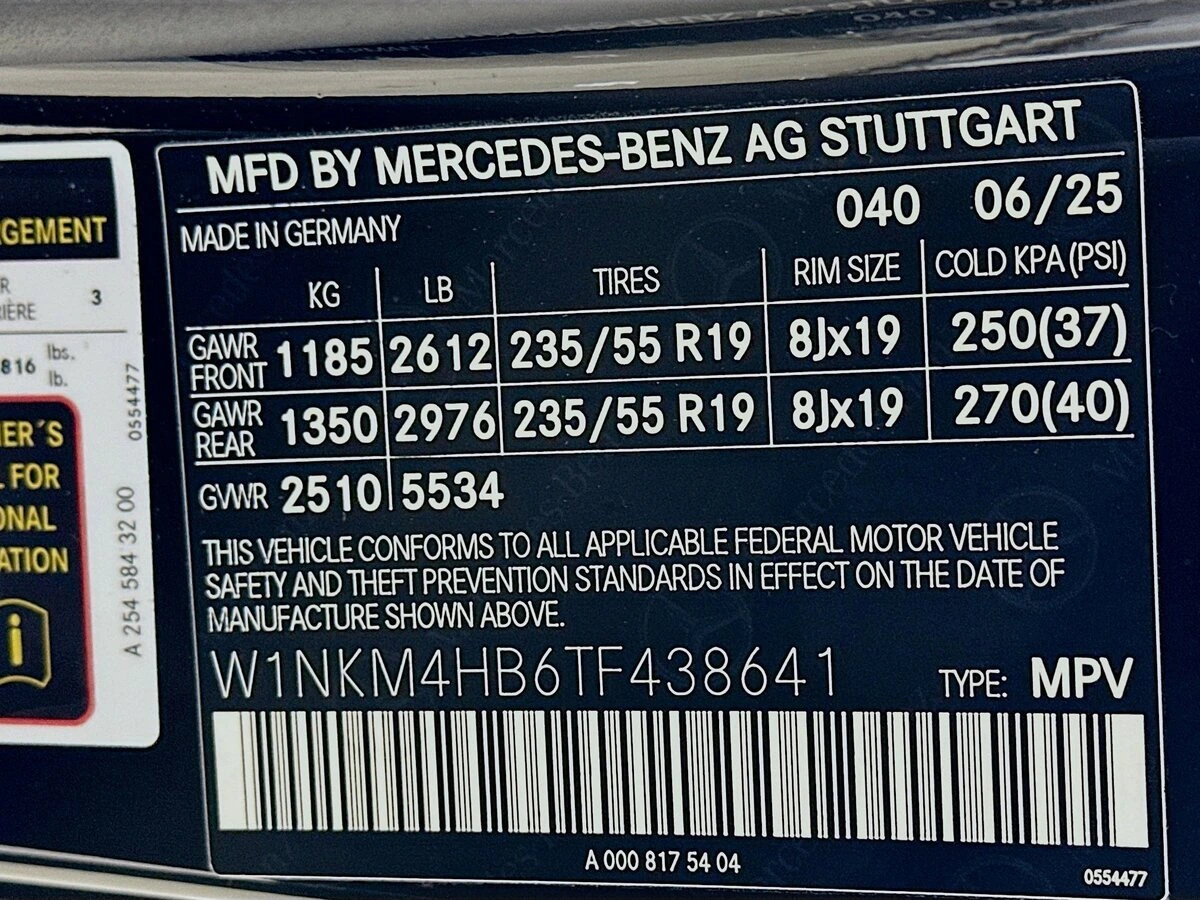 MFD BY MERCEDES-BENZ AG STUTTGART
MADE IN GERMANY 040 06/25
KG LB TIRES RIM SIZE COLD KPA (PSI)
GAWR FRONT 1185 2612 235/55 R19 8Jx19 250(37)
GAWR REAR 1350 2976 235/55 R19 8Jx19 270(40)
GVWR 2510 5534
THIS VEHICLE CONFORMS TO ALL APPLICABLE FEDERAL MOTOR VEHICLE
SAFETY AND THEFT PREVENTION STANDARDS IN EFFECT ON THE DATE OF
MANUFACTURE SHOWN ABOVE.
W1NKM4HB6TF438641 TYPE: MPV
A 000 817 54 04
0554477
GEMENT
R
IÈRE 3
816 lbs.
lb.
ER´S
FOR
ONAL
ATION
i
0554477
A 254 584 32 00